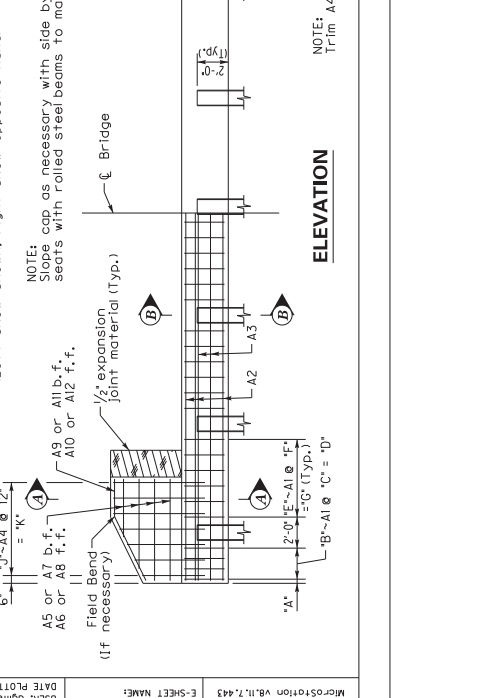 NOTE:
Slope cap as necessary with side by
seats with rolled steel beams to ma
NOTE:
Trim A4
℄ Bridge
2'-0"
(Typ.)
A9 or A11 b.f.
A10 or A12 f.f.
1/2" expansion
joint material (Typ.)
6"
"J"~A4 @ 12"
= "K"
A5 or A7 b.f.
A6 or A8 f.f.
Field Bend
(If necessary)
A
A
B
B
A2
A3
"A"
2'-0"
"E"~A1 @ "F"
="G" (Typ.)
"B"~A1 @ "C" = "D"
ELEVATION
DATE PLOTT
E-SHEET NAME:
MicroStation v8.11.7.443